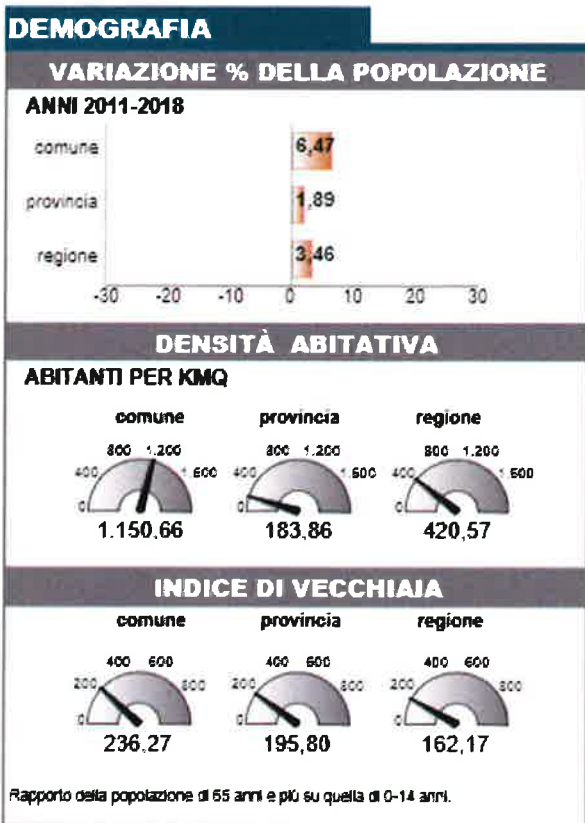 DEMOGRAFIA
VARIAZIONE % DELLA POPOLAZIONE
ANNI 2011-2018
comune 6,47
provincia 1,89
regione 3,46
-30 -20 -10 0 10 20 30
DENSITÀ ABITATIVA
ABITANTI PER KMQ
comune provincia regione
800 1.200 800 1.200 800 1.200
400 1.600 400 1.600 400 1.600
0 0 0
1.150,66 183,86 420,57
INDICE DI VECCHIAIA
comune provincia regione
400 600 400 600 400 600
200 800 200 800 200 800
0 0 0
236,27 195,80 162,17
Rapporto della popolazione di 65 anni e più su quella di 0-14 anni.